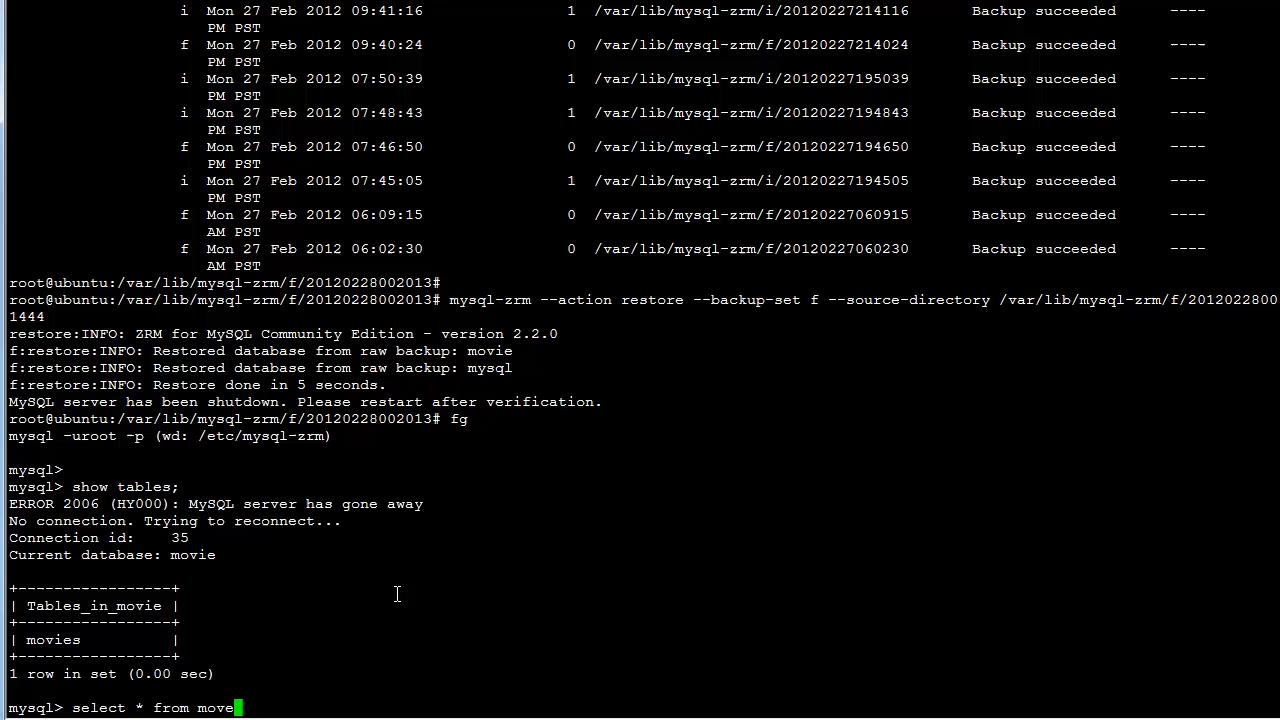 i  Mon 27 Feb 2012 09:41:16                1  /var/lib/mysql-zrm/i/20120227214116       Backup succeeded      ----
PM PST
f  Mon 27 Feb 2012 09:40:24                0  /var/lib/mysql-zrm/f/20120227214024       Backup succeeded      ----
PM PST
i  Mon 27 Feb 2012 07:50:39                1  /var/lib/mysql-zrm/i/20120227195039       Backup succeeded      ----
PM PST
i  Mon 27 Feb 2012 07:48:43                1  /var/lib/mysql-zrm/i/20120227194843       Backup succeeded      ----
PM PST
f  Mon 27 Feb 2012 07:46:50                0  /var/lib/mysql-zrm/f/20120227194650       Backup succeeded      ----
PM PST
i  Mon 27 Feb 2012 07:45:05                1  /var/lib/mysql-zrm/i/20120227194505       Backup succeeded      ----
PM PST
f  Mon 27 Feb 2012 06:09:15                0  /var/lib/mysql-zrm/f/20120227060915       Backup succeeded      ----
AM PST
f  Mon 27 Feb 2012 06:02:30                0  /var/lib/mysql-zrm/f/20120227060230       Backup succeeded      ----
AM PST
root@ubuntu:/var/lib/mysql-zrm/f/20120228002013#
root@ubuntu:/var/lib/mysql-zrm/f/20120228002013# mysql-zrm --action restore --backup-set f --source-directory /var/lib/mysql-zrm/f/2012022800
1444
restore:INFO: ZRM for MySQL Community Edition - version 2.2.0
f:restore:INFO: Restored database from raw backup: movie
f:restore:INFO: Restored database from raw backup: mysql
f:restore:INFO: Restore done in 5 seconds.
MySQL server has been shutdown. Please restart after verification.
root@ubuntu:/var/lib/mysql-zrm/f/20120228002013# fg
mysql -uroot -p (wd: /etc/mysql-zrm)
mysql>
mysql> show tables;
ERROR 2006 (HY000): MySQL server has gone away
No connection. Trying to reconnect...
Connection id:    35
Current database: movie
+-----------------+
| Tables_in_movie |
+-----------------+
| movies          |
+-----------------+
1 row in set (0.00 sec)
mysql> select * from move